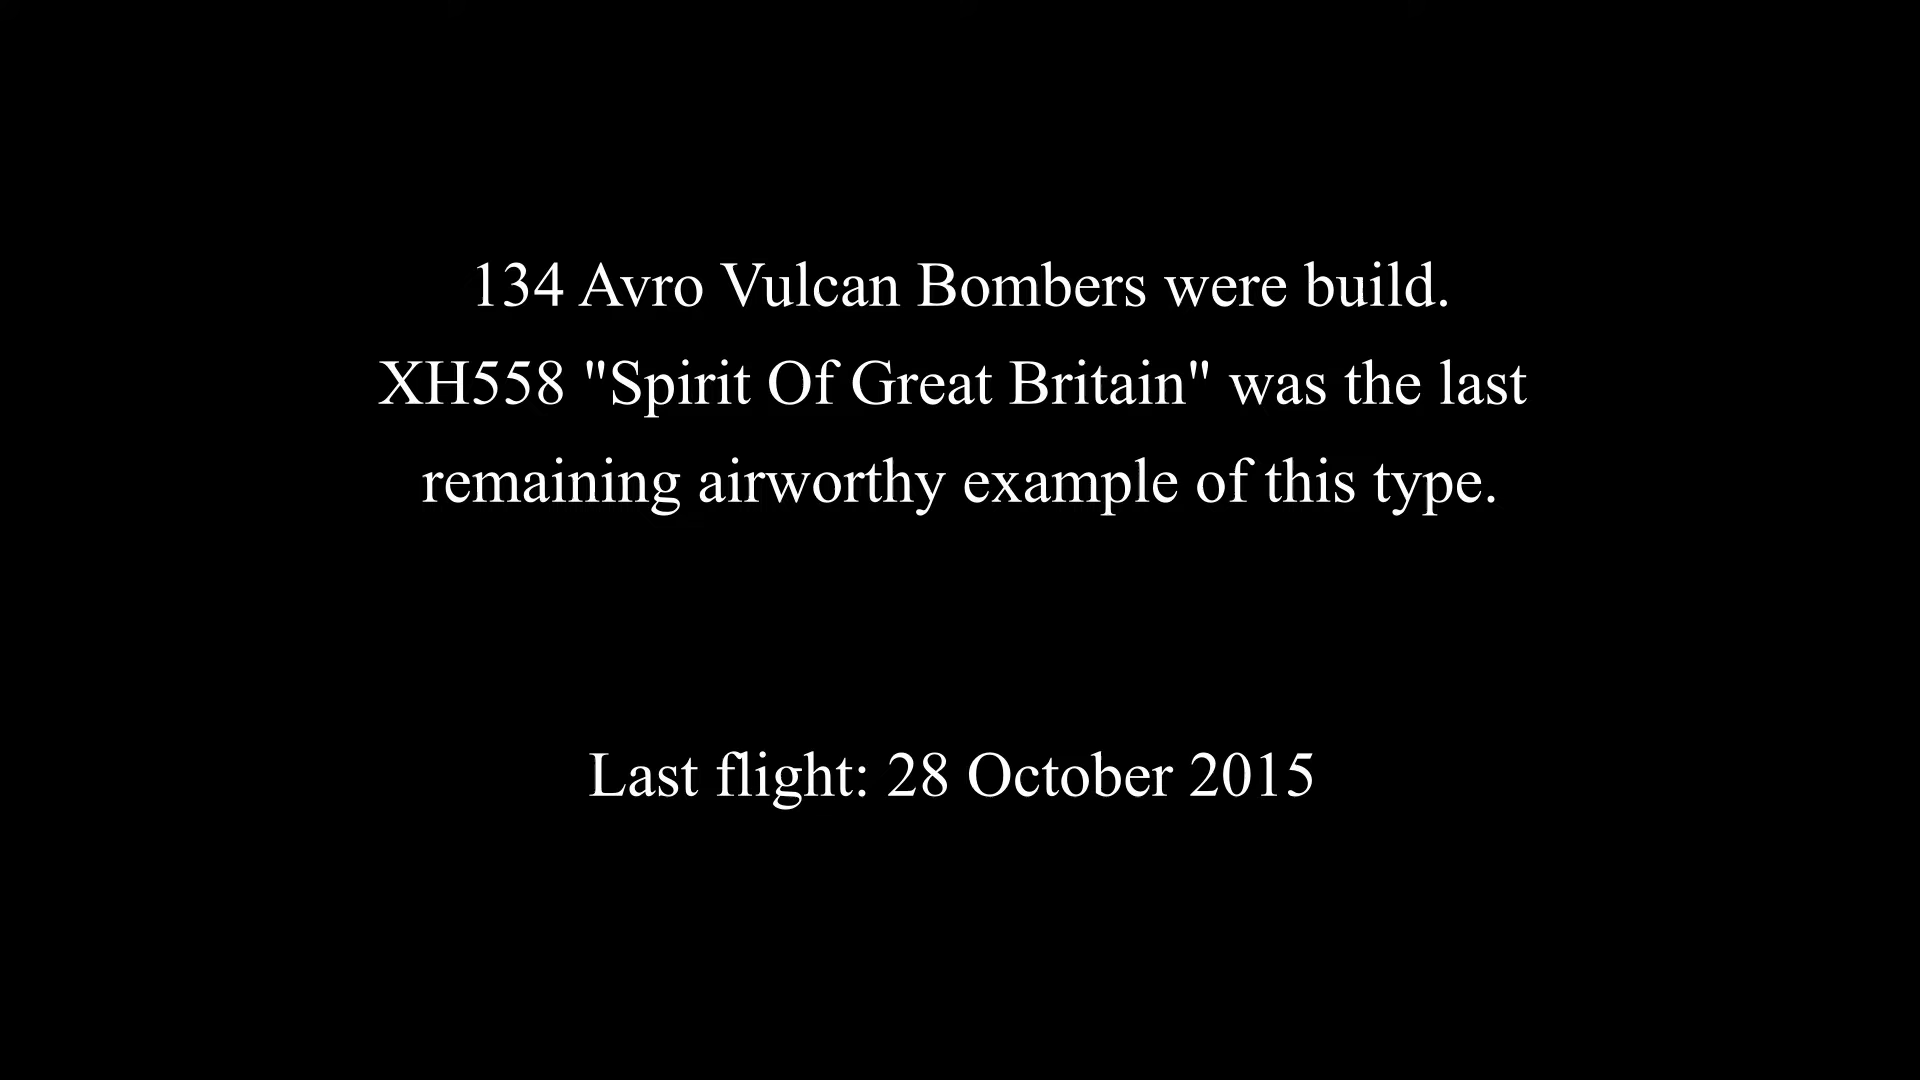 134 Avro Vulcan Bombers were build.
XH558 "Spirit Of Great Britain" was the last
remaining airworthy example of this type.
Last flight: 28 October 2015